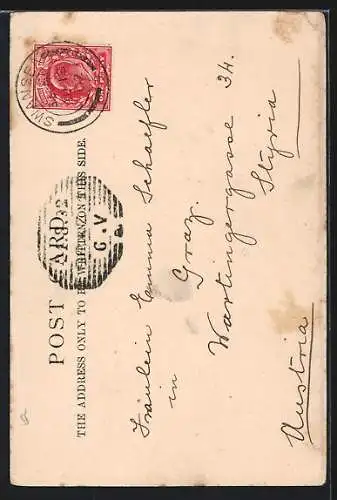 SWANSEA
POST CARD.
THE ADDRESS ONLY TO BE WRITTEN ON THIS SIDE.
G.V
Fräulein Emma Schaefler
in
Graz.
Wartingergasse 34.
Styria
Austria